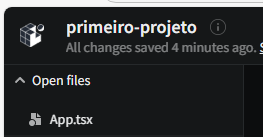 primeiro-projeto
All changes saved 4 minutes ago.
Open files
App.tsx